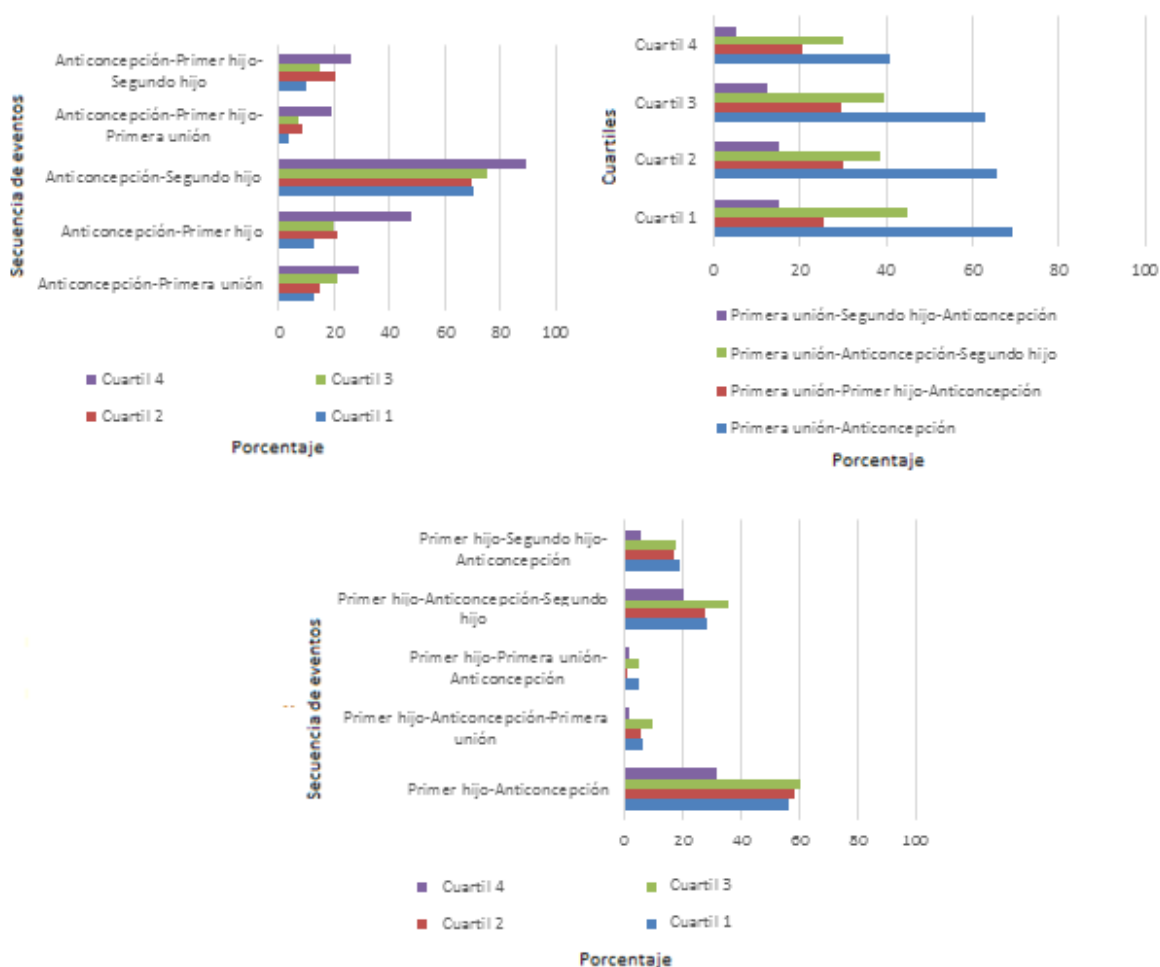 Secuencia de eventos
Anticoncepción-Primer hijo-
Segundo hijo
Anticoncepción-Primer hijo-
Primera unión
Anticoncepción-Segundo hijo
Anticoncepción-Primer hijo
Anticoncepción-Primera unión
0 20 40 60 80 100
Cuartil 4 Cuartil 3
Cuartil 2 Cuartil 1
Porcentaje
Cuartiles
Cuartil 4
Cuartil 3
Cuartil 2
Cuartil 1
0 20 40 60 80 100
Primera unión-Segundo hijo-Anticoncepción
Primera unión-Anticoncepción-Segundo hijo
Primera unión-Primer hijo-Anticoncepción
Primera unión-Anticoncepción
Porcentaje
Secuencia de eventos
Primer hijo-Segundo hijo-
Anticoncepción
Primer hijo-Anticoncepción-Segundo
hijo
Primer hijo-Primera unión-
Anticoncepción
Primer hijo-Anticoncepción-Primera
unión
Primer hijo-Anticoncepción
0 20 40 60 80 100
Cuartil 4 Cuartil 3
Cuartil 2 Cuartil 1
Porcentaje